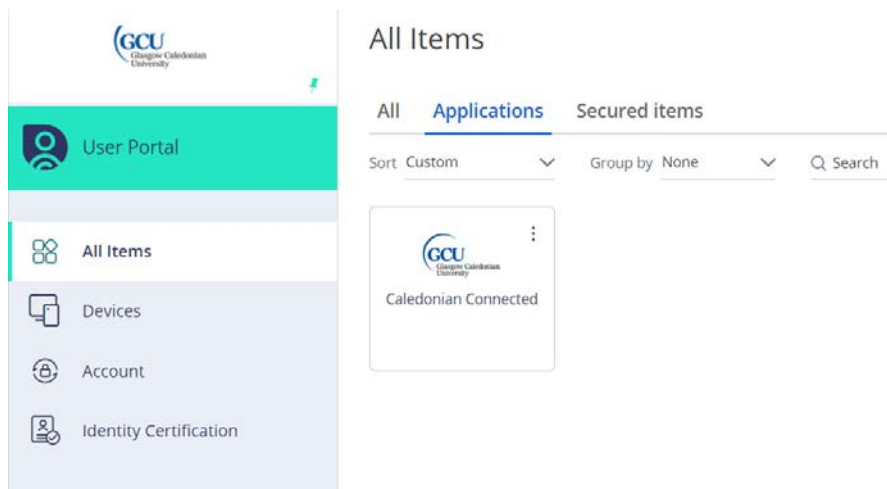 GCU
Glasgow Caledonian
University
User Portal
All Items
Devices
Account
Identity Certification
All Items
All Applications Secured items
Sort Custom Group by None Search
GCU
Glasgow Caledonian
University
Caledonian Connected